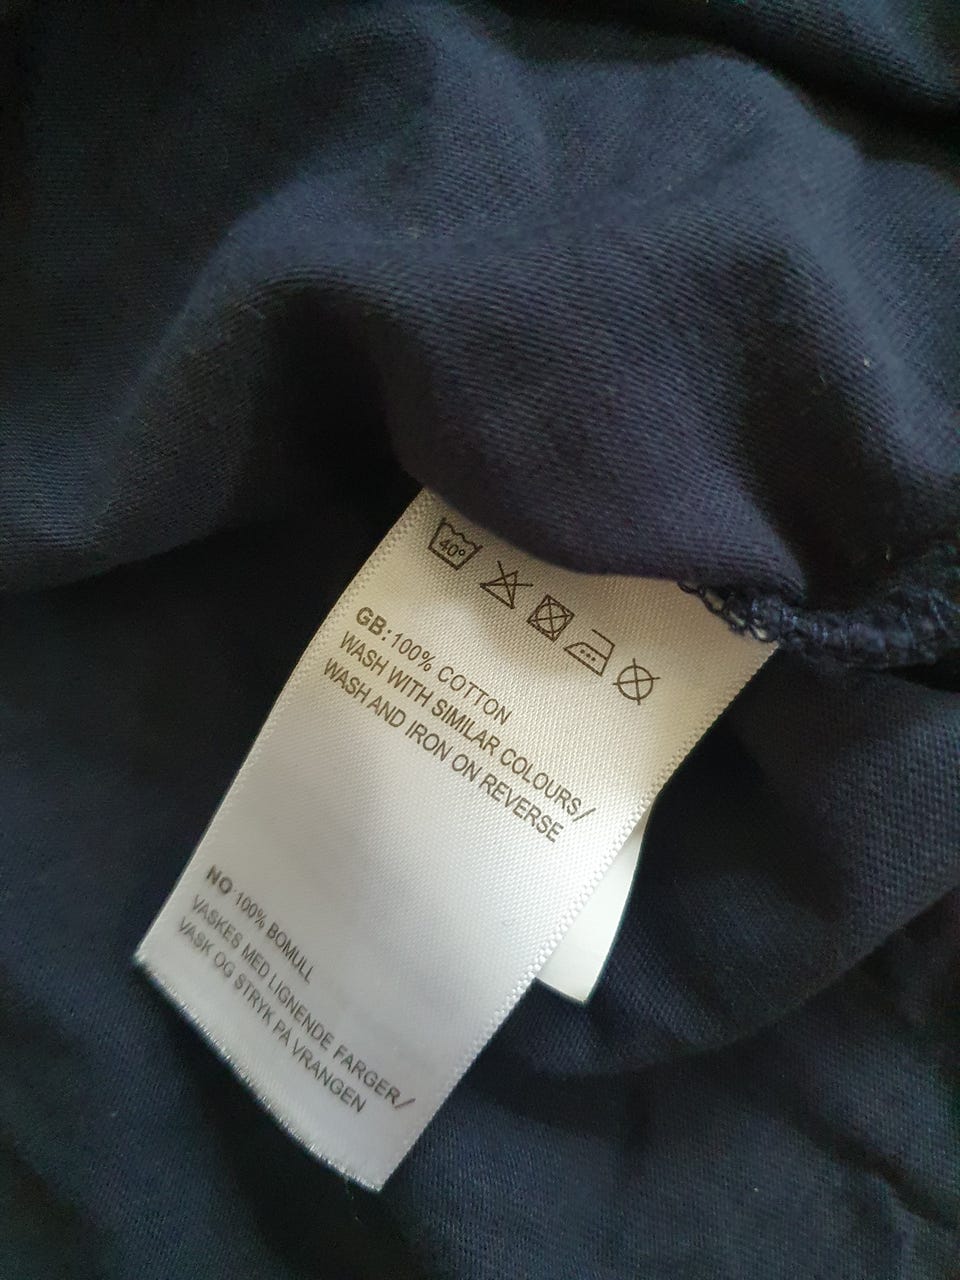 40°
GB: 100% COTTON
WASH WITH SIMILAR COLOURS/
WASH AND IRON ON REVERSE
NO 100% BOMULL
VASKES MED LIGNENDE FARGER/
VASK OG STRYK PÅ VRANGEN